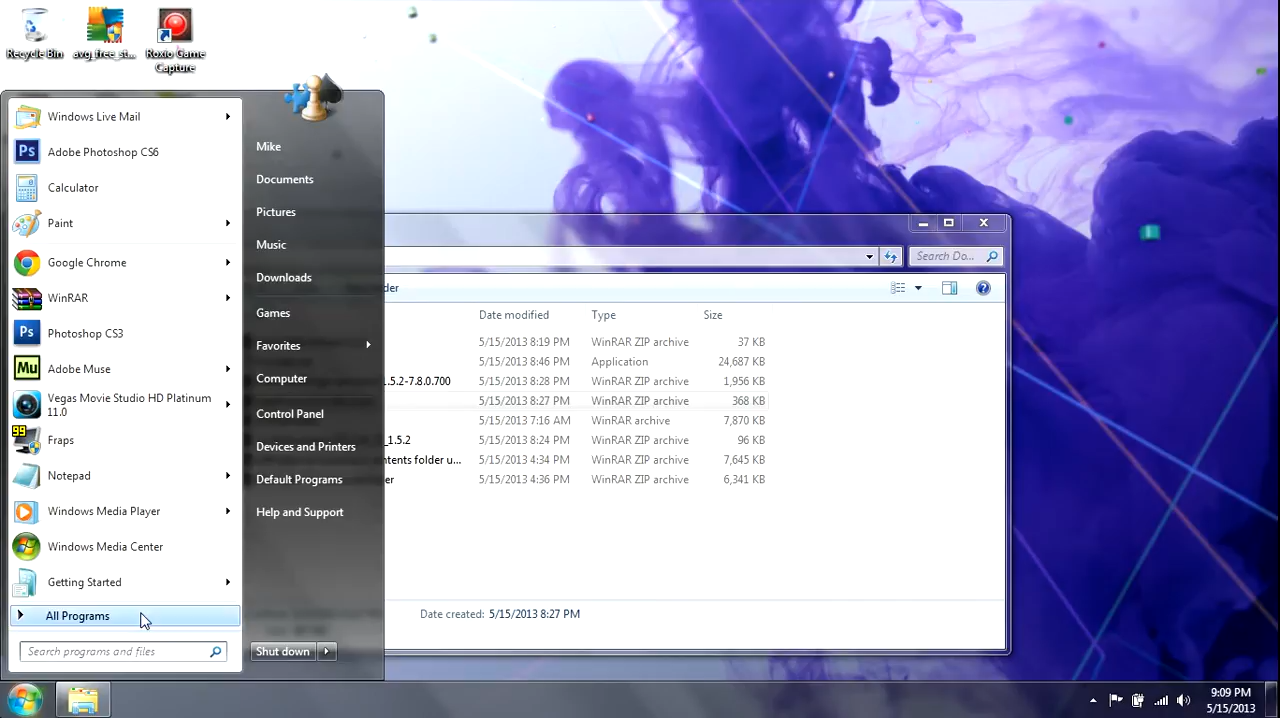 Recycle Bin
avg_free_st...
Roxio Game
Capture
Windows Live Mail
Adobe Photoshop CS6
Calculator
Paint
Google Chrome
WinRAR
Photoshop CS3
Adobe Muse
Vegas Movie Studio HD Platinum
11.0
Fraps
Notepad
Windows Media Player
Windows Media Center
Getting Started
All Programs
Search programs and files
Mike
Documents
Pictures
Music
Downloads
Games
Favorites
Computer
Control Panel
Devices and Printers
Default Programs
Help and Support
Shut down
Search Do...
Date modified Type Size
5/15/2013 8:19 PM WinRAR ZIP archive 37 KB
5/15/2013 8:46 PM Application 24,687 KB
1.5.2-7.8.0.700 5/15/2013 8:28 PM WinRAR ZIP archive 1,956 KB
5/15/2013 8:27 PM WinRAR ZIP archive 368 KB
5/15/2013 7:16 AM WinRAR archive 7,870 KB
_1.5.2 5/15/2013 8:24 PM WinRAR ZIP archive 96 KB
ntents folder u... 5/15/2013 4:34 PM WinRAR ZIP archive 7,645 KB
5/15/2013 4:36 PM WinRAR ZIP archive 6,341 KB
Date created: 5/15/2013 8:27 PM
9:09 PM
5/15/2013